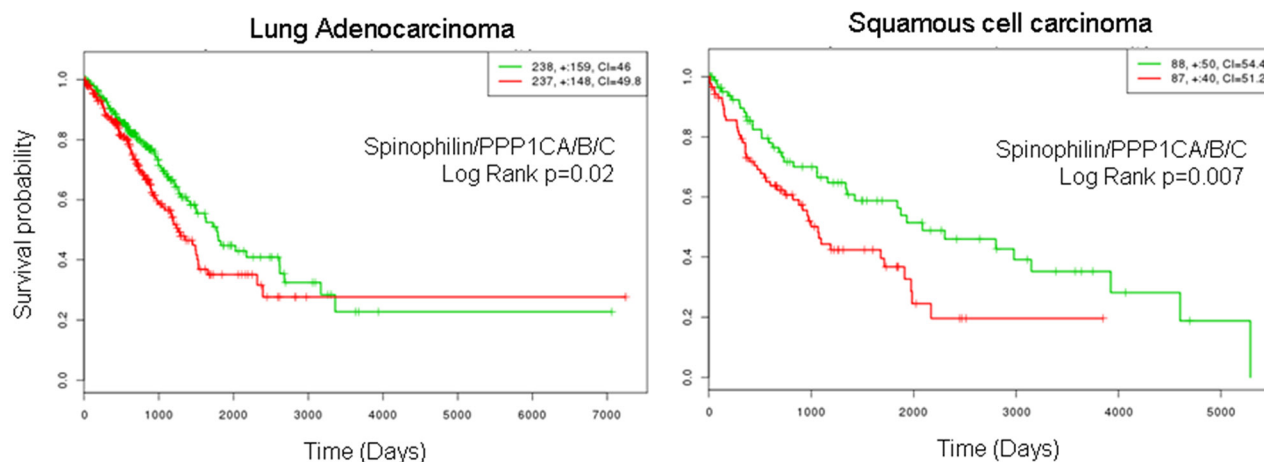 Lung Adenocarcinoma
238, +:159, CI=46
237, +:148, CI=49.8
Spinophilin/PPP1CA/B/C
Log Rank p=0.02
Survival probability
1.0
0.8
0.6
0.4
0.2
0.0
0
1000
2000
3000
4000
5000
6000
7000
Time (Days)
Squamous cell carcinoma
88, +:50, CI=54.4
87, +:40, CI=51.2
Spinophilin/PPP1CA/B/C
Log Rank p=0.007
1.0
0.8
0.6
0.4
0.2
0.0
0
1000
2000
3000
4000
5000
Time (Days)